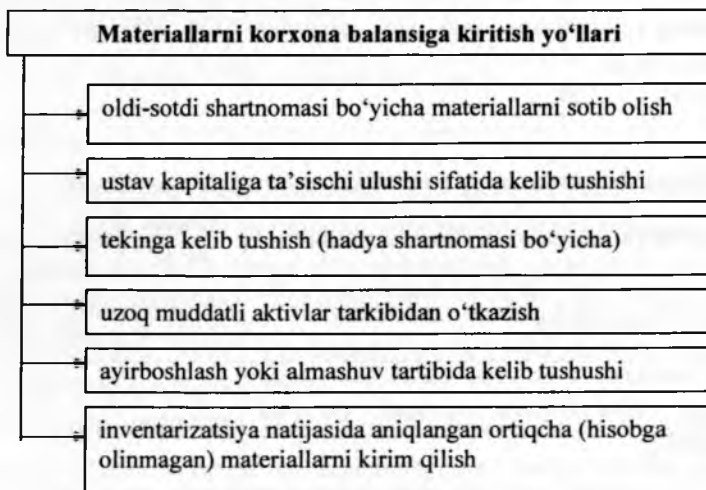 Materiallarni korxona balansiga kiritish yo‘llari
oldi-sotdi shartnomasi bo‘yicha materiallarni sotib olish
ustav kapitaliga ta’sischi ulushi sifatida kelib tushishi
tekinga kelib tushish (hadya shartnomasi bo‘yicha)
uzoq muddatli aktivlar tarkibidan o‘tkazish
ayirboshlash yoki almashuv tartibida kelib tushushi
inventarizatsiya natijasida aniqlangan ortiqcha (hisobga
olinmagan) materiallarni kirim qilish